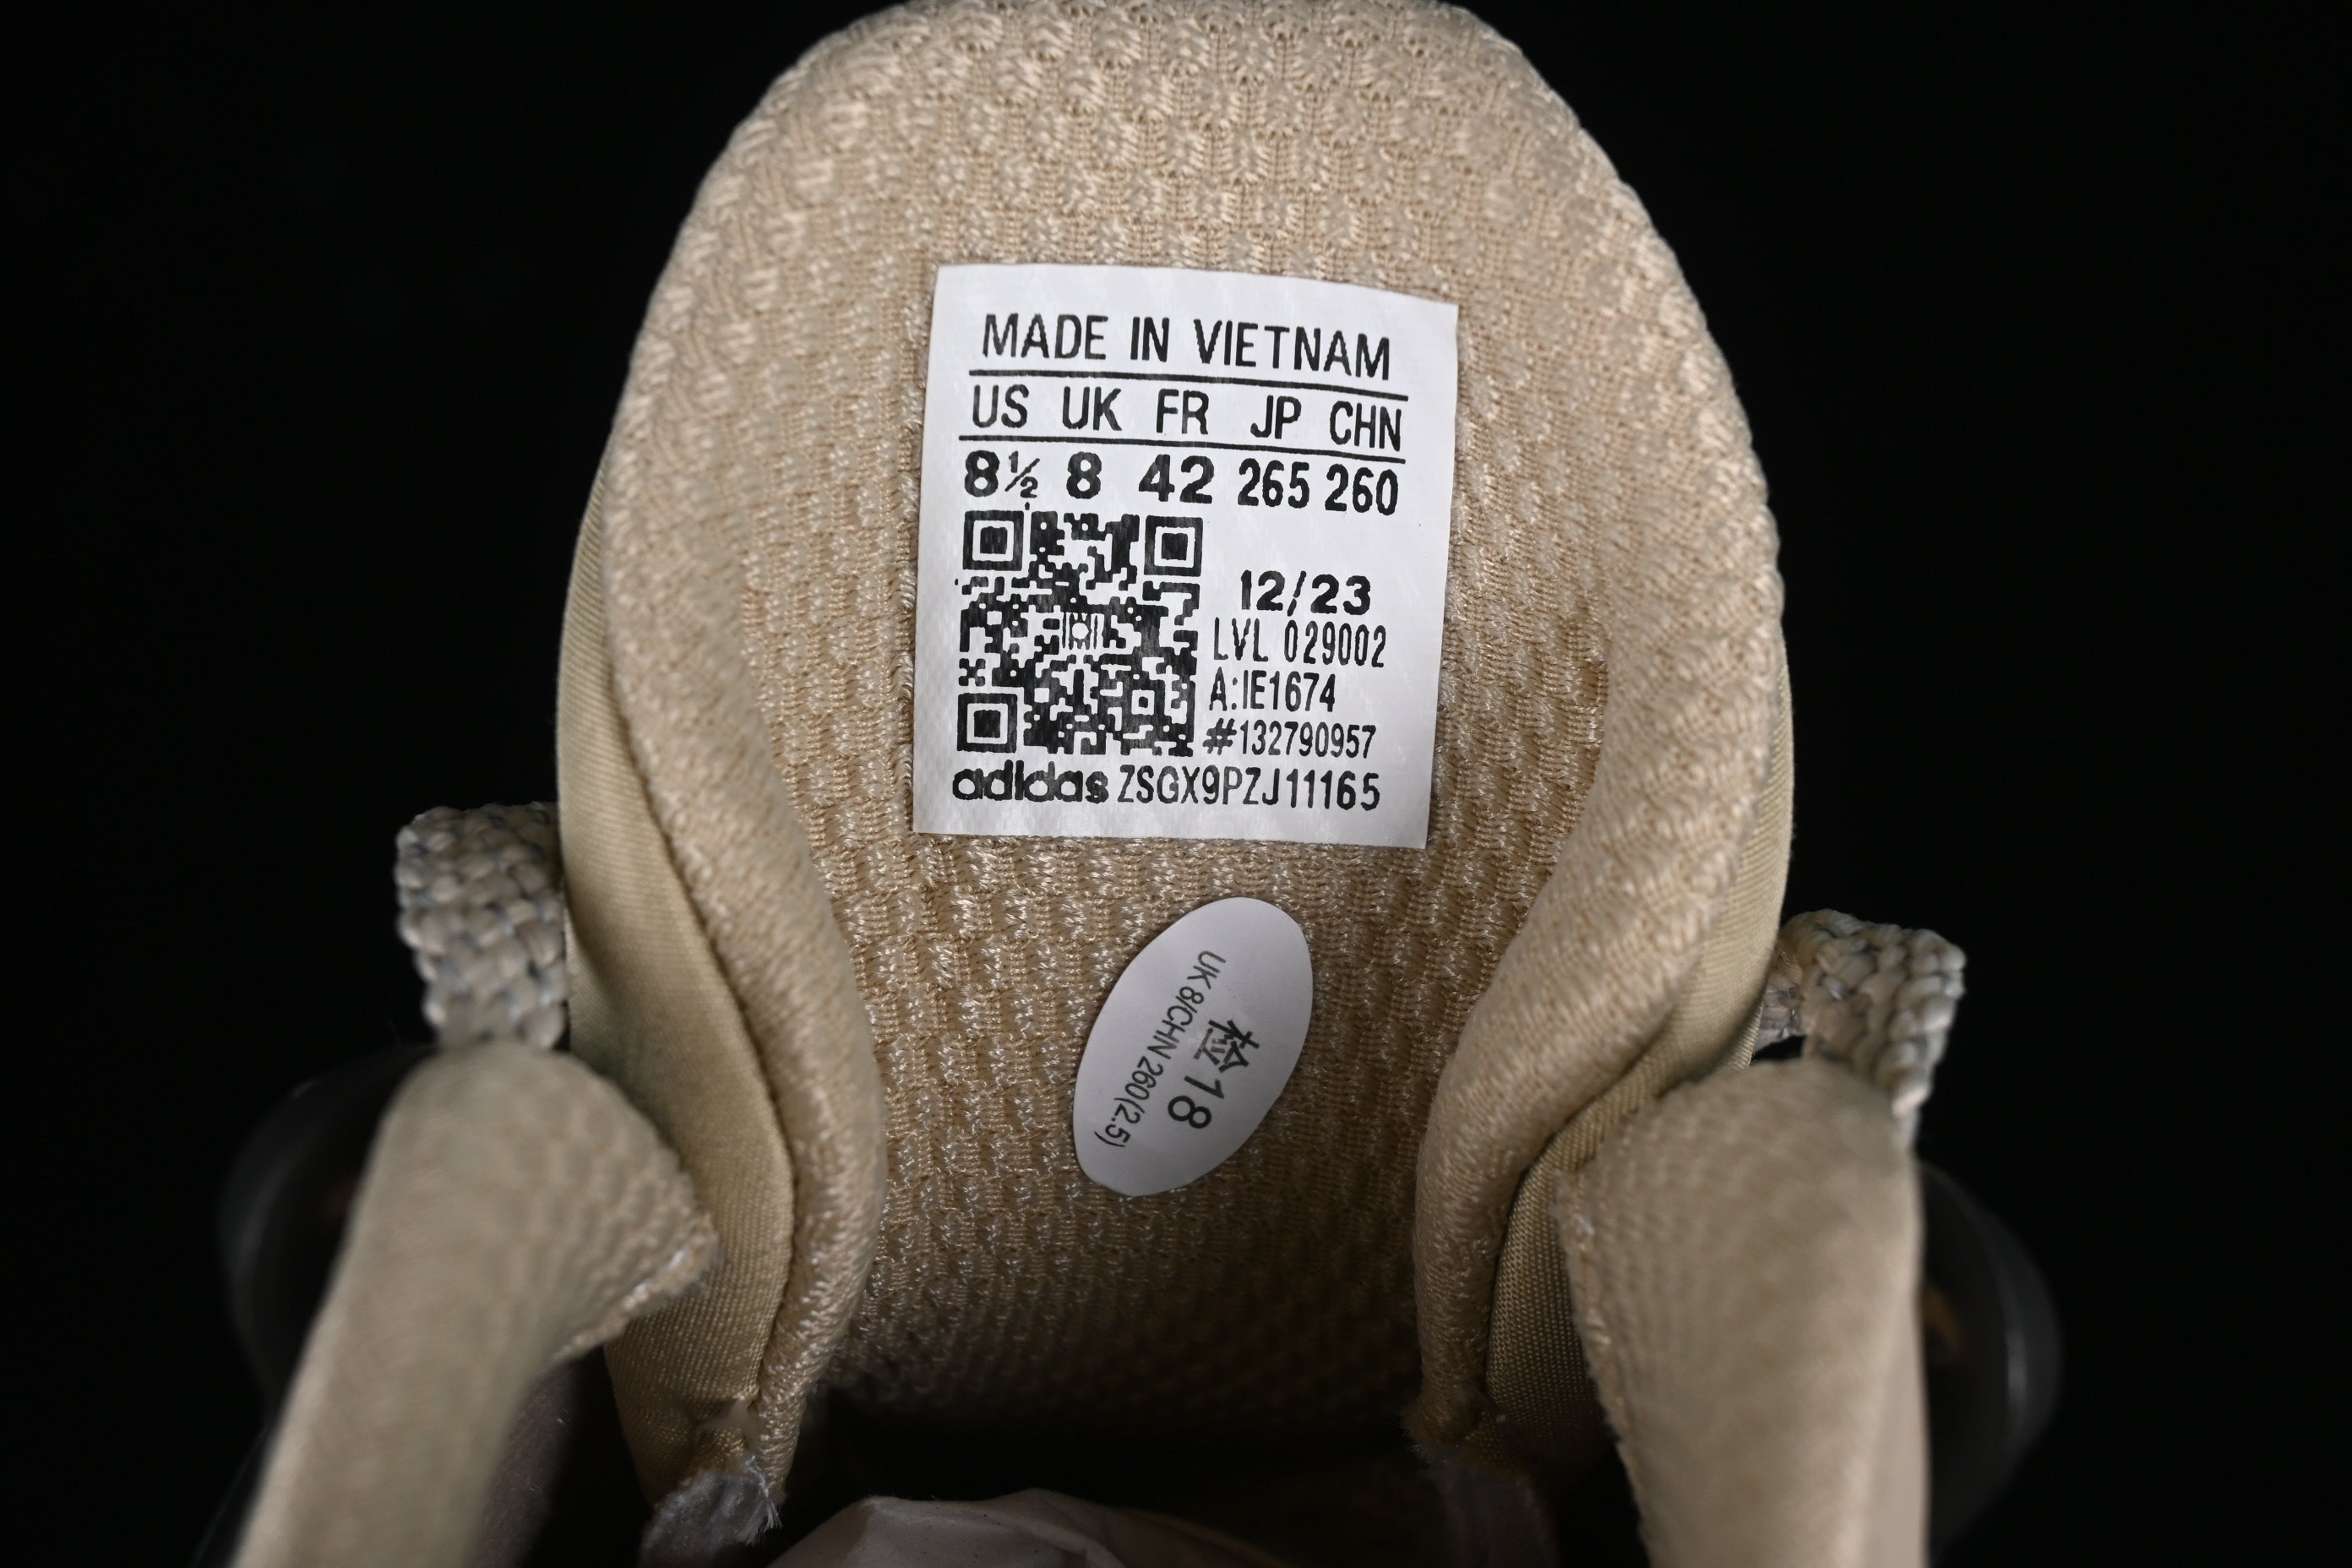 MADE IN VIETNAM
US UK FR JP CHN
8½ 8 42 265 260
12/23
LVL 029002
A:IE1674
#132790957
adidas ZSGX9PZJ11165
检18
UK 8/CHN 260(2.5)